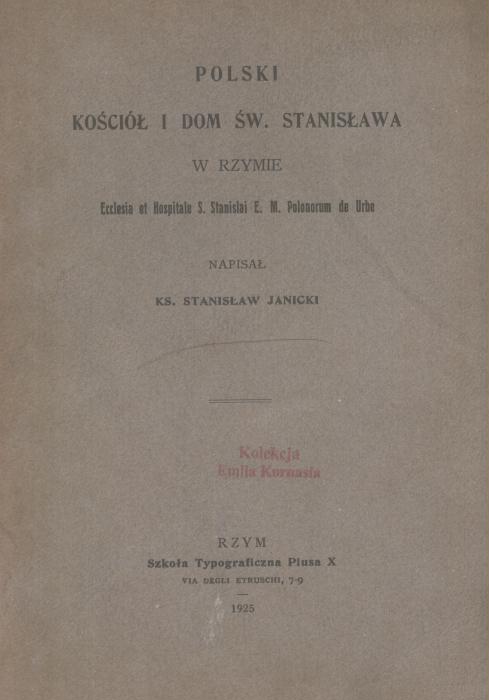 POLSKI
KOŚCIÓŁ I DOM ŚW. STANISŁAWA
W RZYMIE
Ecclesia et Hospitale S. Stanislai E. M. Polonorum de Urbe
NAPISAŁ
KS. STANISŁAW JANICKI
Kolekcja
Emila Kornasia
RZYM
Szkoła Typograficzna Piusa X
VIA DEGLI ETRUSCHI, 7-9
1925